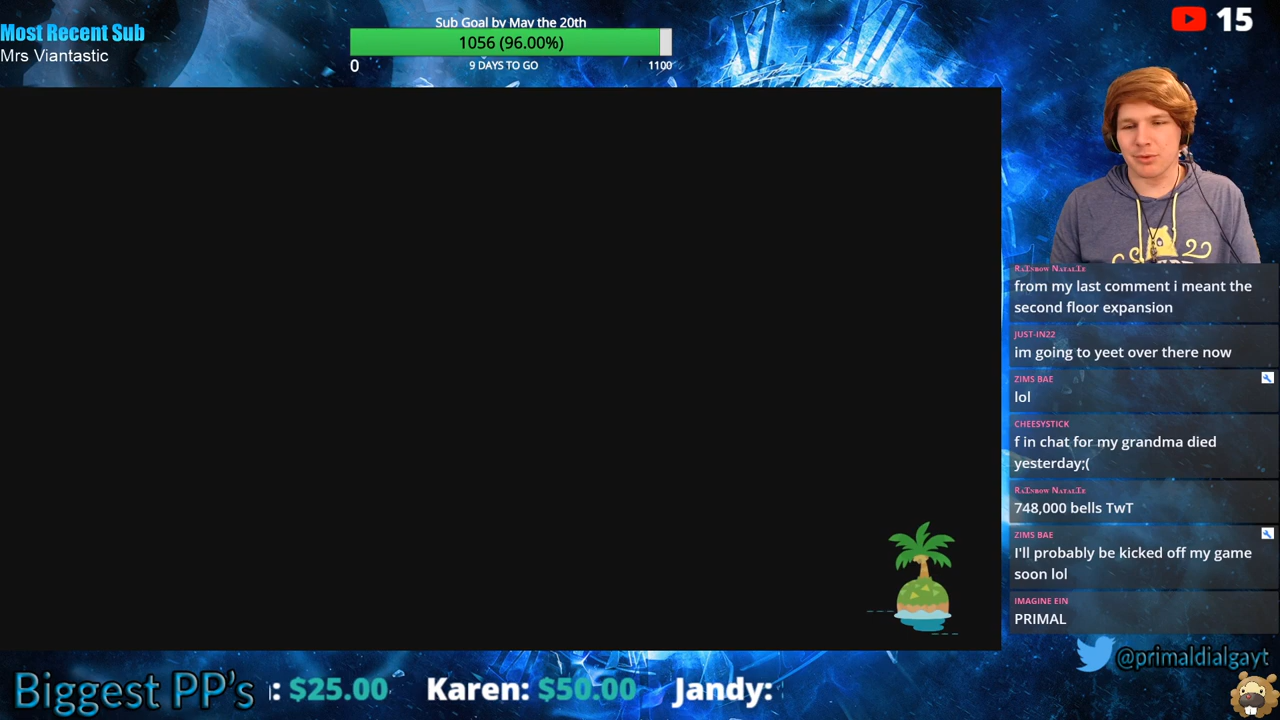 Most Recent Sub
Mrs Viantastic
Sub Goal by May the 20th
1056 (96.00%)
0
9 DAYS TO GO
1100
15
RaInbow NatalIe
from my last comment i meant the
second floor expansion
JUST-IN22
im going to yeet over there now
ZIMS BAE
lol
CHEESYSTICK
f in chat for my grandma died
yesterday;(
RaInbow NatalIe
748,000 bells TwT
ZIMS BAE
I'll probably be kicked off my game
soon lol
IMAGINE EIN
PRIMAL
@primaldialgayt
Biggest PP's : $25.00 Karen: $50.00 Jandy: